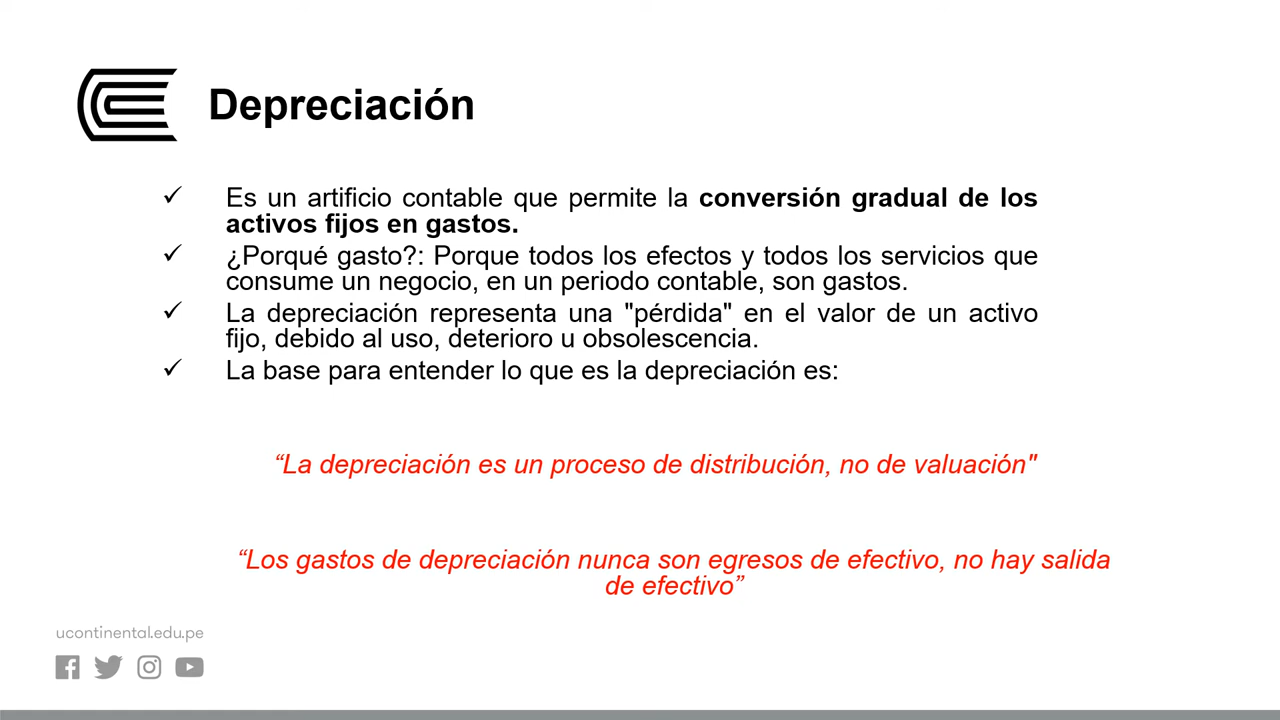 Depreciación
✓ Es un artificio contable que permite la conversión gradual de los
activos fijos en gastos.
✓ ¿Porqué gasto?: Porque todos los efectos y todos los servicios que
consume un negocio, en un periodo contable, son gastos.
✓ La depreciación representa una "pérdida" en el valor de un activo
fijo, debido al uso, deterioro u obsolescencia.
✓ La base para entender lo que es la depreciación es:
“La depreciación es un proceso de distribución, no de valuación"
“Los gastos de depreciación nunca son egresos de efectivo, no hay salida
de efectivo”
ucontinental.edu.pe